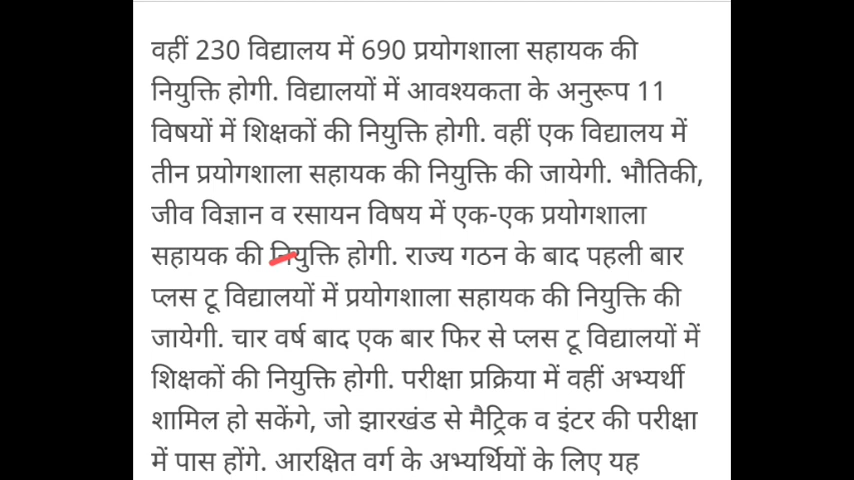 वहीं 230 विद्यालय में 690 प्रयोगशाला सहायक की
नियुक्ति होगी. विद्यालयों में आवश्यकता के अनुरूप 11
विषयों में शिक्षकों की नियुक्ति होगी. वहीं एक विद्यालय में
तीन प्रयोगशाला सहायक की नियुक्ति की जायेगी. भौतिकी,
जीव विज्ञान व रसायन विषय में एक-एक प्रयोगशाला
सहायक की नियुक्ति होगी. राज्य गठन के बाद पहली बार
प्लस टू विद्यालयों में प्रयोगशाला सहायक की नियुक्ति की
जायेगी. चार वर्ष बाद एक बार फिर से प्लस टू विद्यालयों में
शिक्षकों की नियुक्ति होगी. परीक्षा प्रक्रिया में वहीं अभ्यर्थी
शामिल हो सकेंगे, जो झारखंड से मैट्रिक व इंटर की परीक्षा
में पास होंगे. आरक्षित वर्ग के अभ्यर्थियों के लिए यह